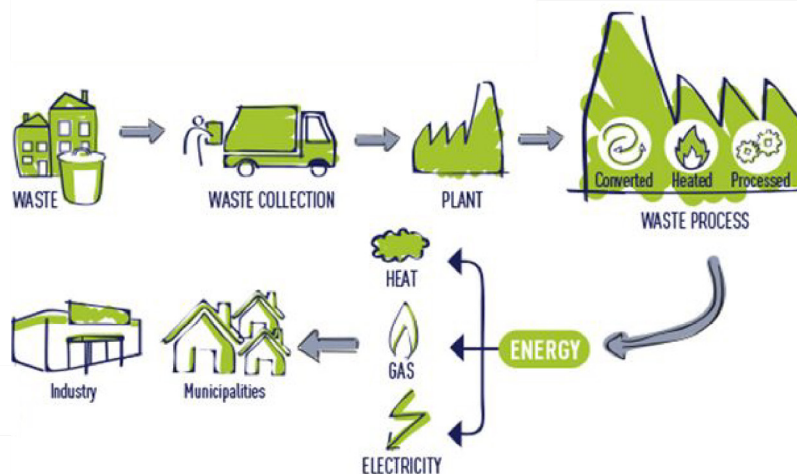 WASTE
WASTE COLLECTION
PLANT
Converted
Heated
Processed
WASTE PROCESS
HEAT
GAS
ELECTRICITY
ENERGY
Industry
Municipalities